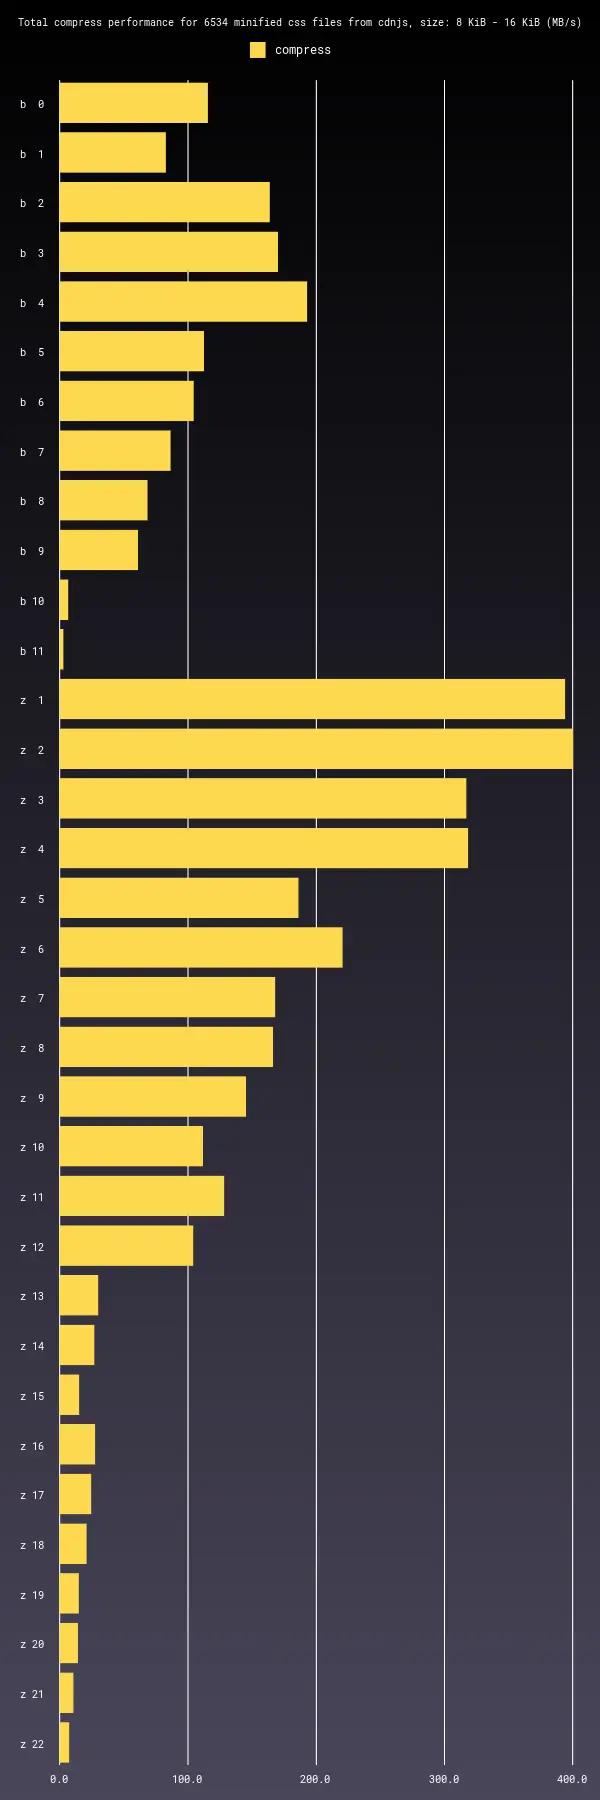 Total compress performance for 6534 minified css files from cdnjs, size: 8 KiB - 16 KiB (MB/s)
compress
b 0
b 1
b 2
b 3
b 4
b 5
b 6
b 7
b 8
b 9
b 10
b 11
z 1
z 2
z 3
z 4
z 5
z 6
z 7
z 8
z 9
z 10
z 11
z 12
z 13
z 14
z 15
z 16
z 17
z 18
z 19
z 20
z 21
z 22
0.0 100.0 200.0 300.0 400.0